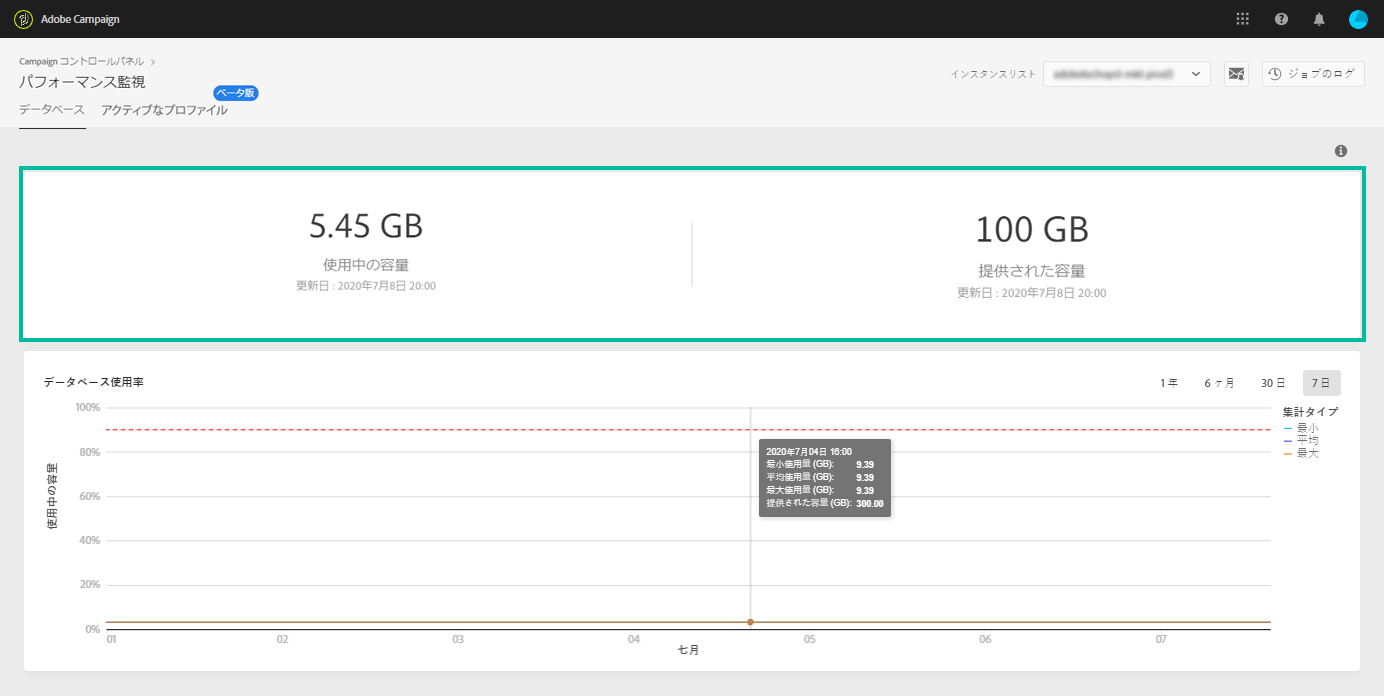 Adobe Campaign
Campaign コントロールパネル
パフォーマンス監視
インスタンスリスト
ジョブのログ
データベース アクティブなプロファイル ベータ版
5.45 GB
使用中の容量
更新日 : 2020年7月8日 20:00
100 GB
提供された容量
更新日 : 2020年7月8日 20:00
データベース使用率
1 年 6 ヶ月 30 日 7 日
集計タイプ
最小
平均
最大
使用中の容量
100%
80%
60%
40%
20%
0%
2020年7月04日 16:00
最小使用量 (GB): 9.39
平均使用量 (GB): 9.39
最大使用量 (GB): 9.39
提供された容量 (GB): 300.00
01 02 03 04 05 06 07
七月